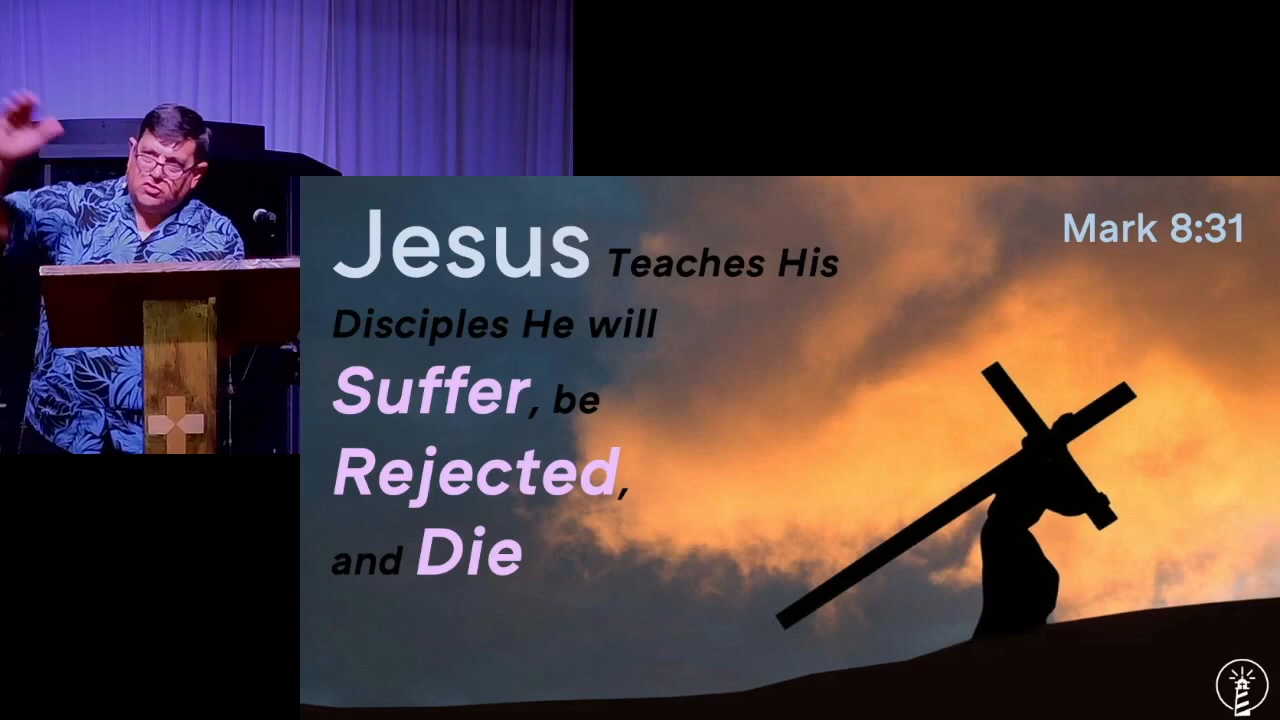 Jesus Teaches His
Disciples He will
Suffer, be
Rejected,
and Die
Mark 8:31